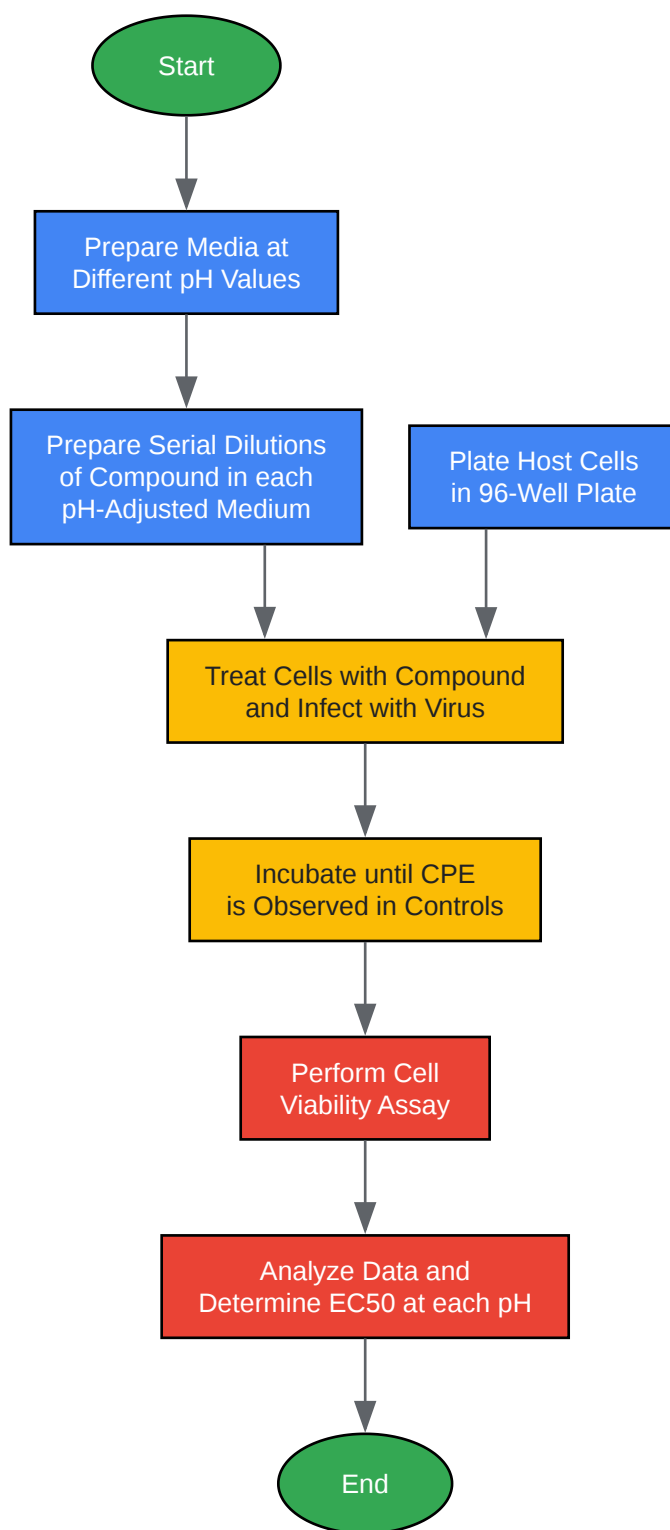 Start
Prepare Media at
Different pH Values
Prepare Serial Dilutions
of Compound in each
pH-Adjusted Medium
Plate Host Cells
in 96-Well Plate
Treat Cells with Compound
and Infect with Virus
Incubate until CPE
is Observed in Controls
Perform Cell
Viability Assay
Analyze Data and
Determine EC50 at each pH
End